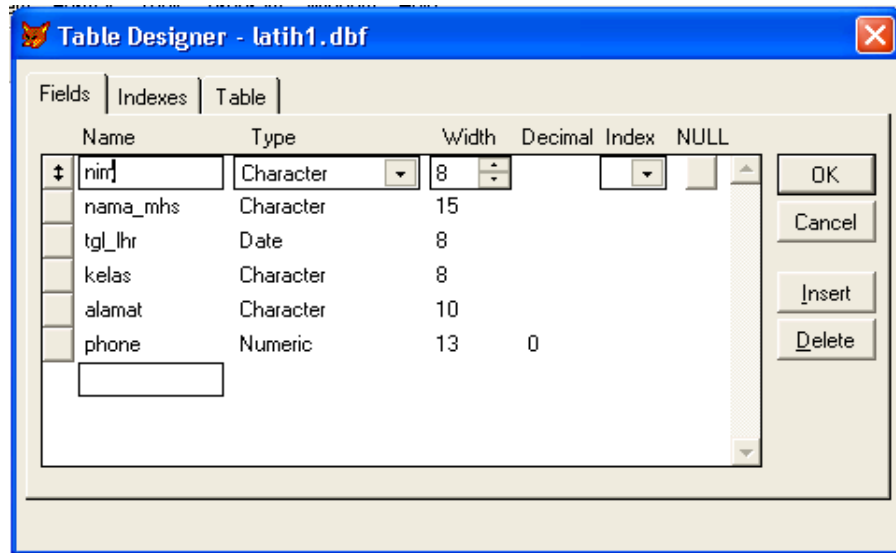 Table Designer - latih1.dbf
Fields Indexes Table
Name Type Width Decimal Index NULL
nim Character 8
nama_mhs Character 15
tgl_lhr Date 8
kelas Character 8
alamat Character 10
phone Numeric 13 0
OK
Cancel
Insert
Delete